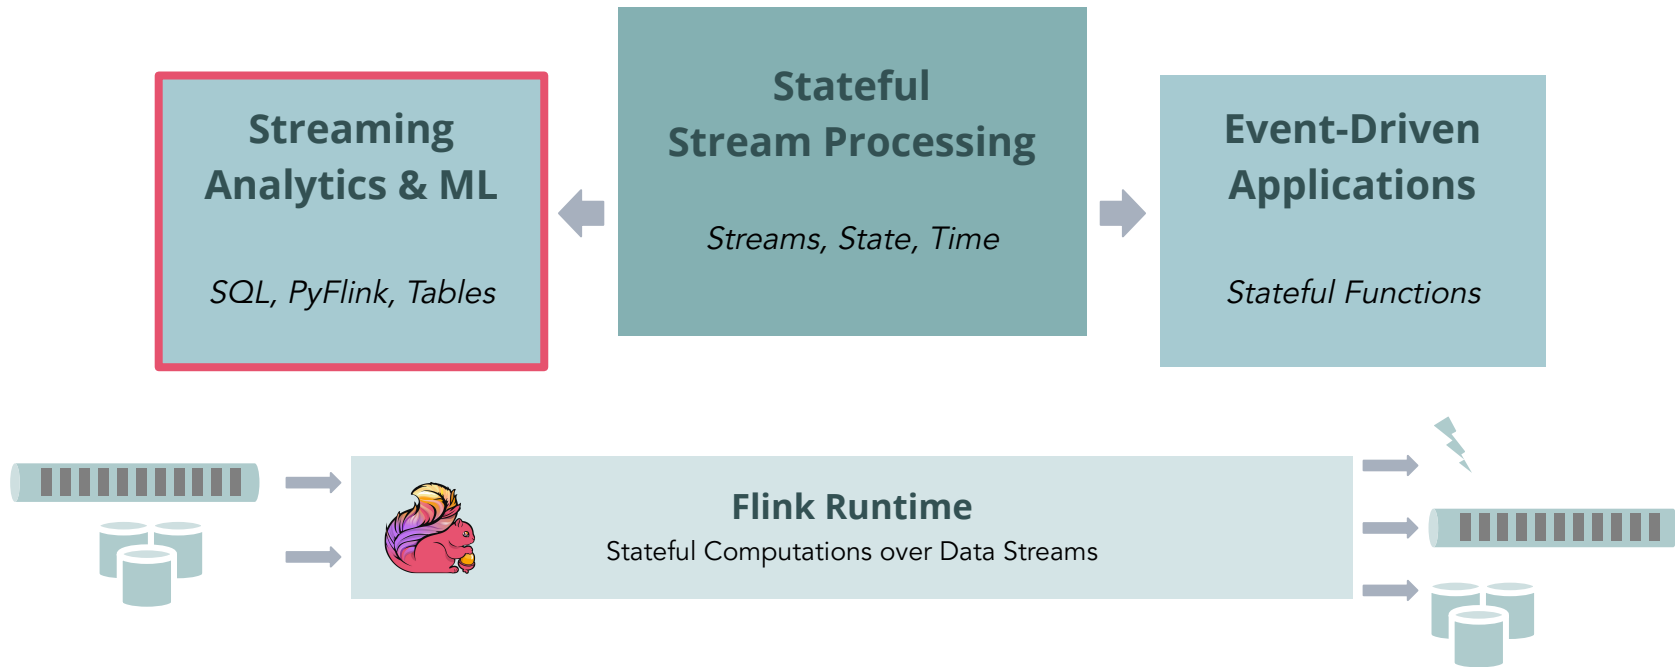 Streaming
Analytics & ML
SQL, PyFlink, Tables
Stateful
Stream Processing
Streams, State, Time
Event-Driven
Applications
Stateful Functions
Flink Runtime
Stateful Computations over Data Streams